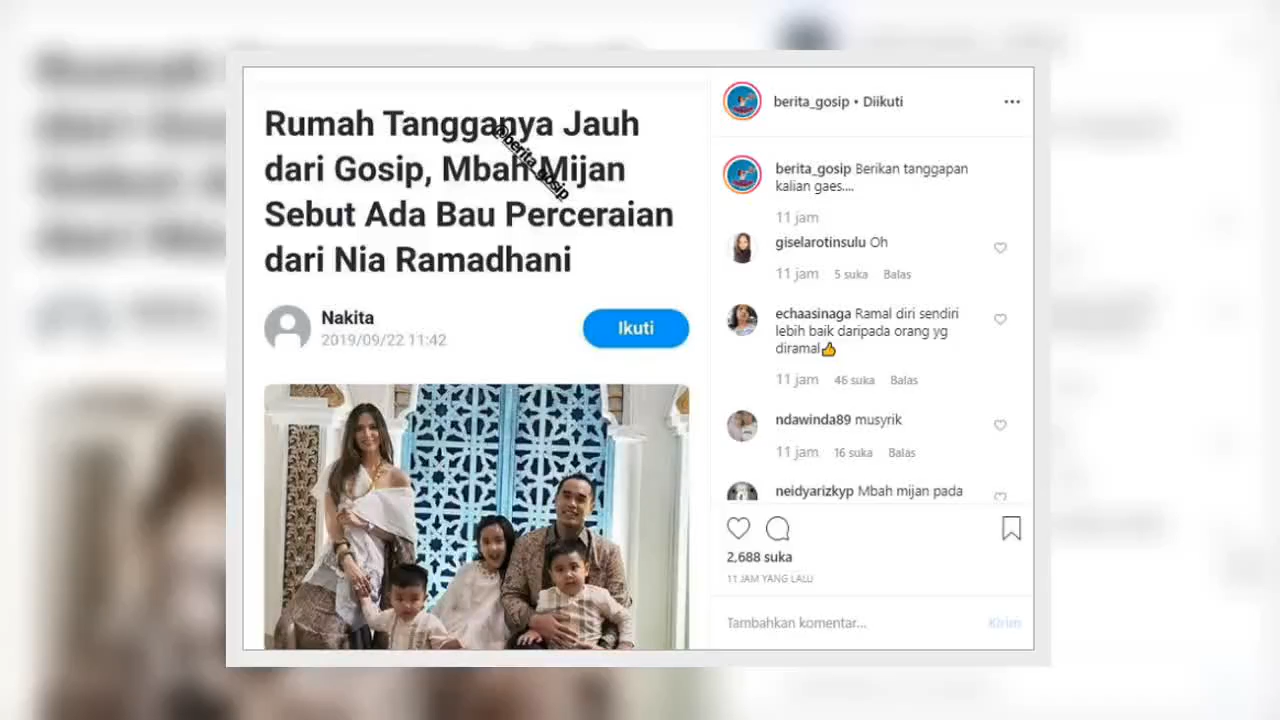 Rumah Tangganya Jauh
dari Gosip, Mbah Mijan
Sebut Ada Bau Perceraian
dari Nia Ramadhani
@berita_gosip
Nakita
2019/09/22 11:42
Ikuti
berita_gosip • Diikuti
berita_gosip Berikan tanggapan
kalian gaes....
11 jam
giselarotinsulu Oh
11 jam 5 suka Balas
echaasinaga Ramal diri sendiri
lebih baik daripada orang yg
diramal👍
11 jam 46 suka Balas
ndawinda89 musyrik
11 jam 16 suka Balas
neidyarizkyp Mbah mijan pada
2,688 suka
11 JAM YANG LALU
Tambahkan komentar...
Kirim